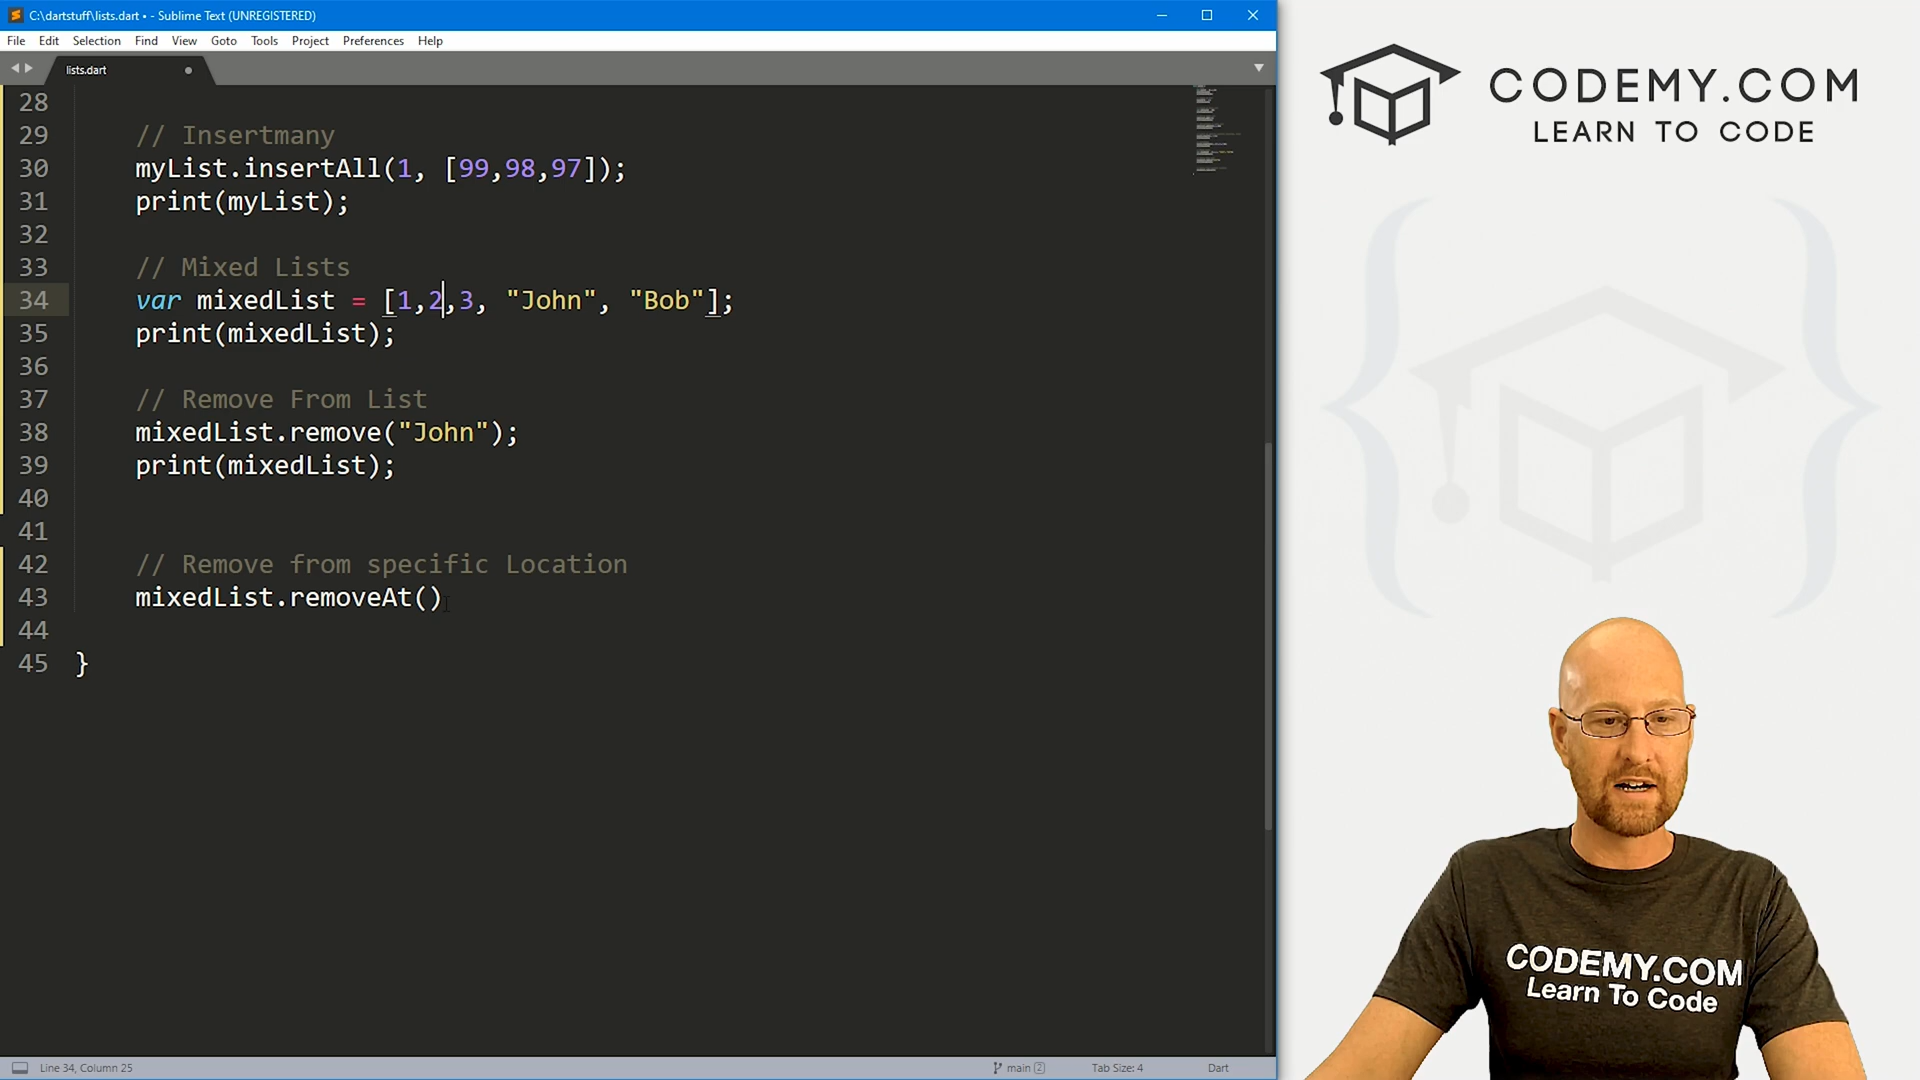 C:\dartstuff\lists.dart • - Sublime Text (UNREGISTERED)
File Edit Selection Find View Goto Tools Project Preferences Help
lists.dart
28
29 // Insertmany
30 myList.insertAll(1, [99,98,97]);
31 print(myList);
32
33 // Mixed Lists
34 var mixedList = [1,2,3, "John", "Bob"];
35 print(mixedList);
36
37 // Remove From List
38 mixedList.remove("John");
39 print(mixedList);
40
41
42 // Remove from specific Location
43 mixedList.removeAt()
44
45 }
Line 34, Column 25
main 2
Tab Size: 4
Dart
CODEMY.COM
LEARN TO CODE
CODEMY.COM
Learn To Code